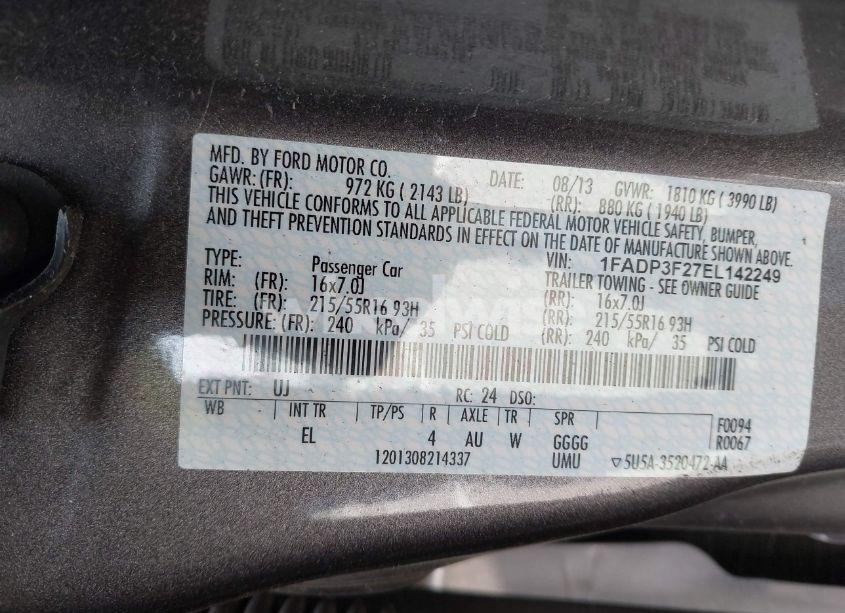 MFD. BY FORD MOTOR CO. DATE: 08/13 GVWR: 1810 KG ( 3990 LB)
GAWR: (FR): 972 KG ( 2143 LB) (RR): 880 KG ( 1940 LB)
THIS VEHICLE CONFORMS TO ALL APPLICABLE FEDERAL MOTOR VEHICLE SAFETY, BUMPER,
AND THEFT PREVENTION STANDARDS IN EFFECT ON THE DATE OF MANUFACTURE SHOWN ABOVE.
VIN: 1FADP3F27EL142249
TYPE: Passenger Car TRAILER TOWING - SEE OWNER GUIDE
RIM: (FR): 16x7.0J (RR): 16x7.0J
TIRE: (FR): 215/55R16 93H (RR): 215/55R16 93H
PRESSURE: (FR): 240 kPa/ 35 PSI COLD (RR): 240 kPa/ 35 PSI COLD
EXT PNT: UJ RC: 24 DSO:
WB INT TR TP/PS R AXLE TR SPR F0094
EL 4 AU W GGGG R0067
1201308214337 UMU ▽5U5A-3520472-AA